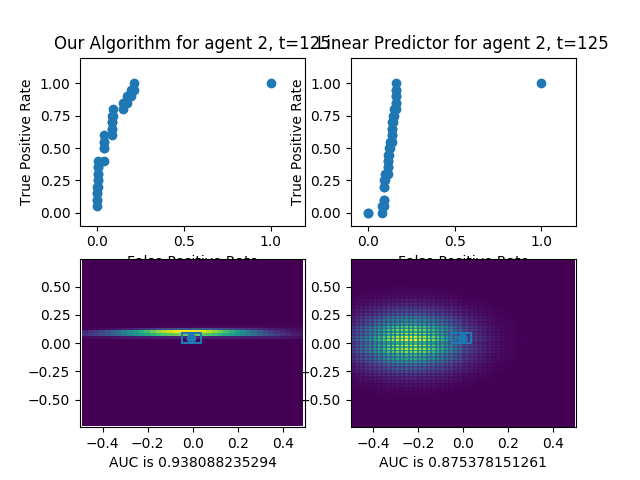 Our Algorithm for agent 2, t=125
Linear Predictor for agent 2, t=125
True Positive Rate
1.00
0.75
0.50
0.25
0.00
0.0 0.5 1.0
False Positive Rate
True Positive Rate
1.00
0.75
0.50
0.25
0.00
0.0 0.5 1.0
False Positive Rate
0.50
0.25
0.00
−0.25
−0.50
−0.4 −0.2 0.0 0.2 0.4
AUC is 0.938088235294
0.50
0.25
0.00
−0.25
−0.50
−0.4 −0.2 0.0 0.2 0.4
AUC is 0.875378151261